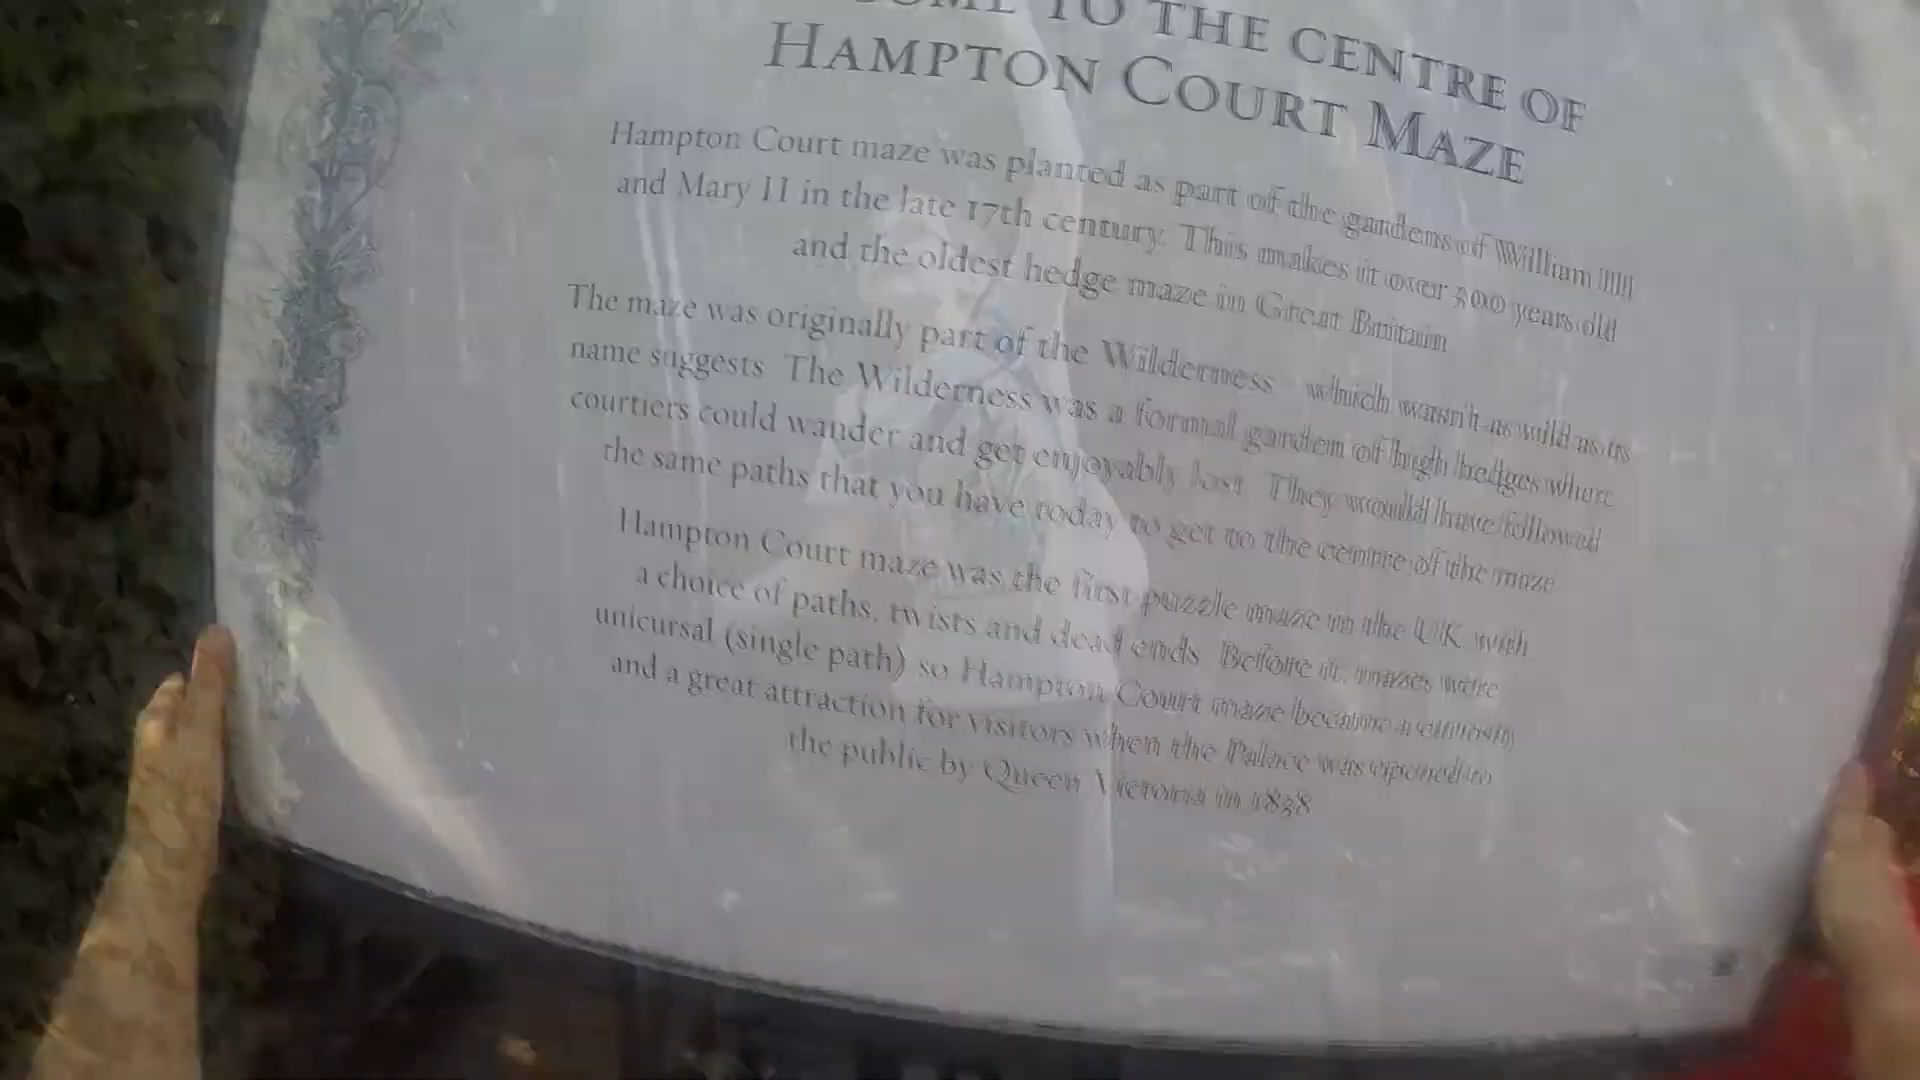 TO THE CENTRE OF
HAMPTON COURT MAZE
Hampton Court maze was planted as part of the gardens of William III
and Mary II in the late 17th century. This makes it over 300 years old
and the oldest hedge maze in Great Britain
The maze was originally part of the Wilderness which wasn't as wild as its
name suggests The Wilderness was a formal garden of high hedges where
courtiers could wander and get enjoyably lost They would have followed
the same paths that you have today to get to the centre of the maze
Hampton Court maze was the first puzzle maze in the UK with
a choice of paths, twists and dead ends Before it, mazes were
unicursal (single path) so Hampton Court maze became a curiosity
and a great attraction for visitors when the Palace was opened to
the public by Queen Victoria in 1838